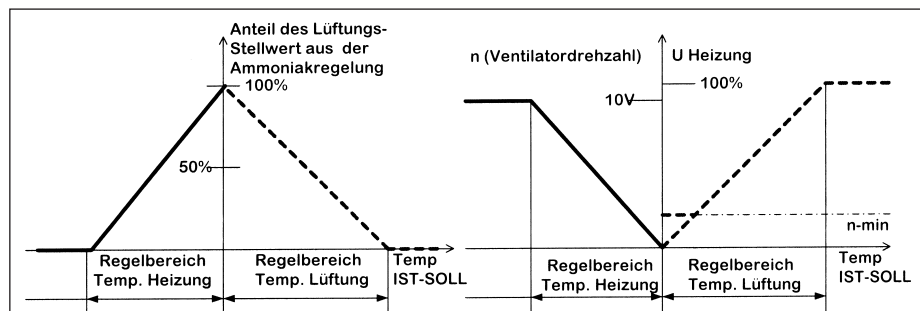 Anteil des Lüftungs-
Stellwert aus der
Ammoniakregelung
100%
50%
Regelbereich
Temp. Heizung
Regelbereich
Temp. Lüftung
Temp
IST-SOLL
n (Ventilatordrehzahl)
U Heizung
10V
100%
n-min
Regelbereich
Temp. Heizung
Regelbereich
Temp. Lüftung
Temp
IST-SOLL